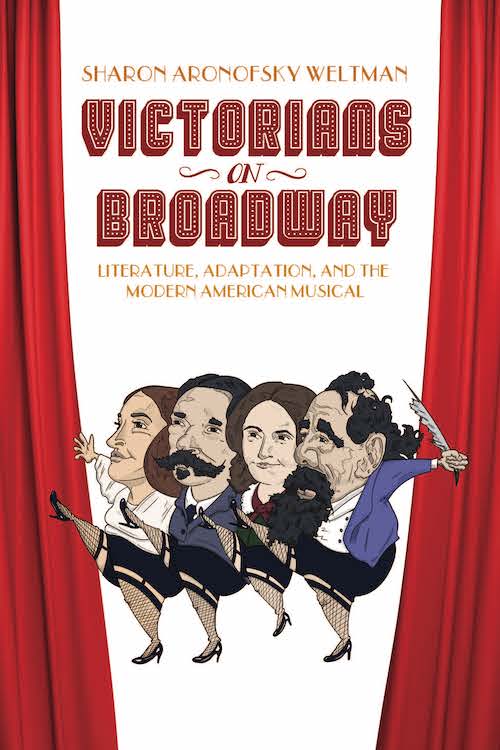 SHARON ARONOFSKY WELTMAN
VICTORIANS
ON
BROADWAY
LITERATURE, ADAPTATION, AND THE
MODERN AMERICAN MUSICAL